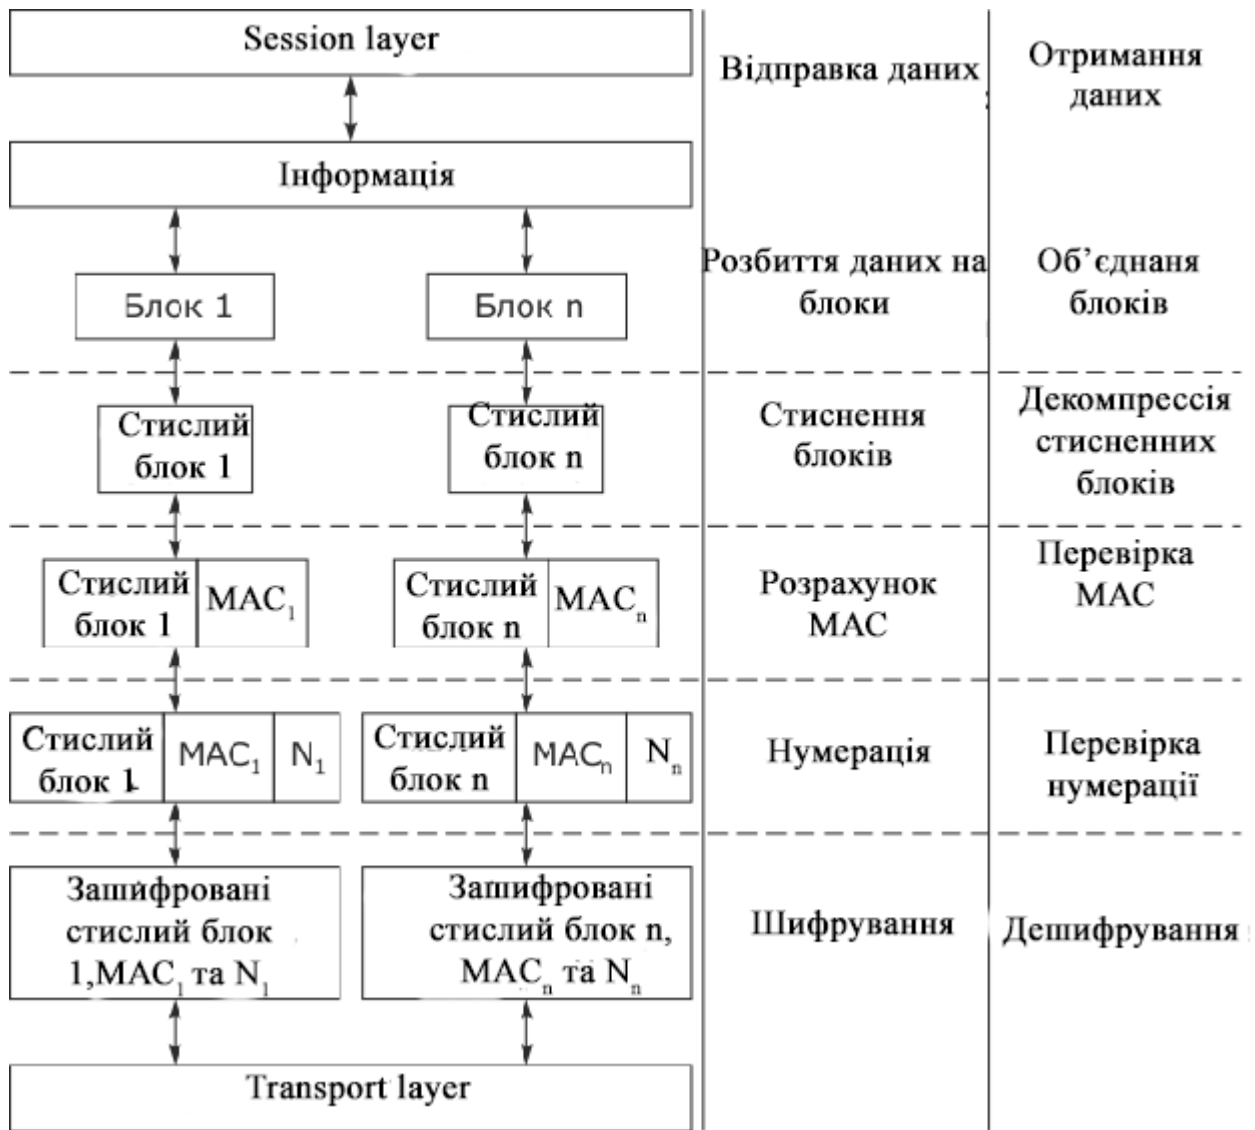 Session layer
Відправка даних
Отримання
даних
Інформація
Блок 1
Блок n
Розбиття даних на
блоки
Об’єднаня
блоків
Стислий
блок 1
Стислий
блок n
Стиснення
блоків
Декомпрессія
стисненних
блоків
Стислий
блок 1
MAC₁
Стислий
блок n
MACₙ
Розрахунок
MAC
Перевірка
MAC
Стислий
блок 1
MAC₁
N₁
Стислий
блок n
MACₙ
Nₙ
Нумерація
Перевірка
нумерації
Зашифровані
стислий блок
1,MAC₁ та N₁
Зашифровані
стислий блок n,
MACₙ та Nₙ
Шифрування
Дешифрування
Transport layer